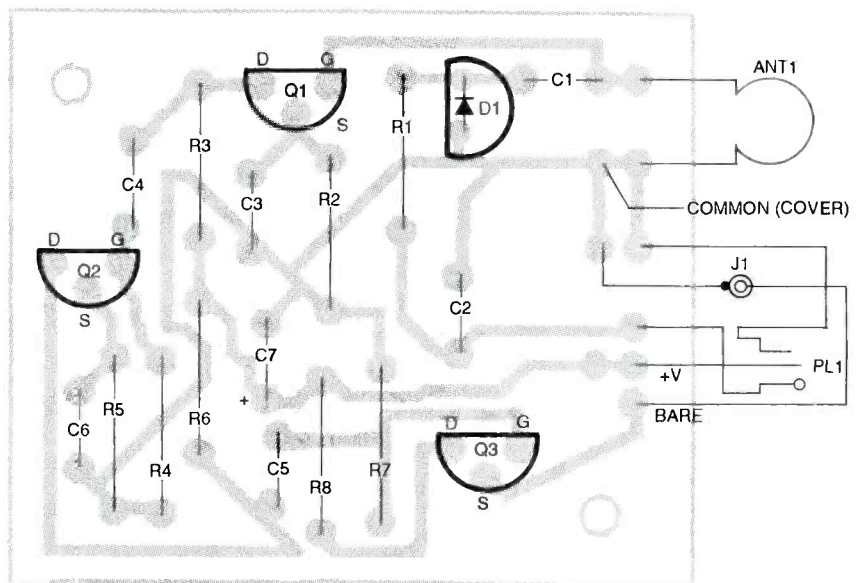 D G
Q1
S
D1
C1
ANT1
R3
R1
C4
C3
R2
COMMON (COVER)
D G
Q2
S
J1
C2
C7
+V
PL1
R5
+
BARE
C6
R6
D G
Q3
R4
C5
R7
R8
S